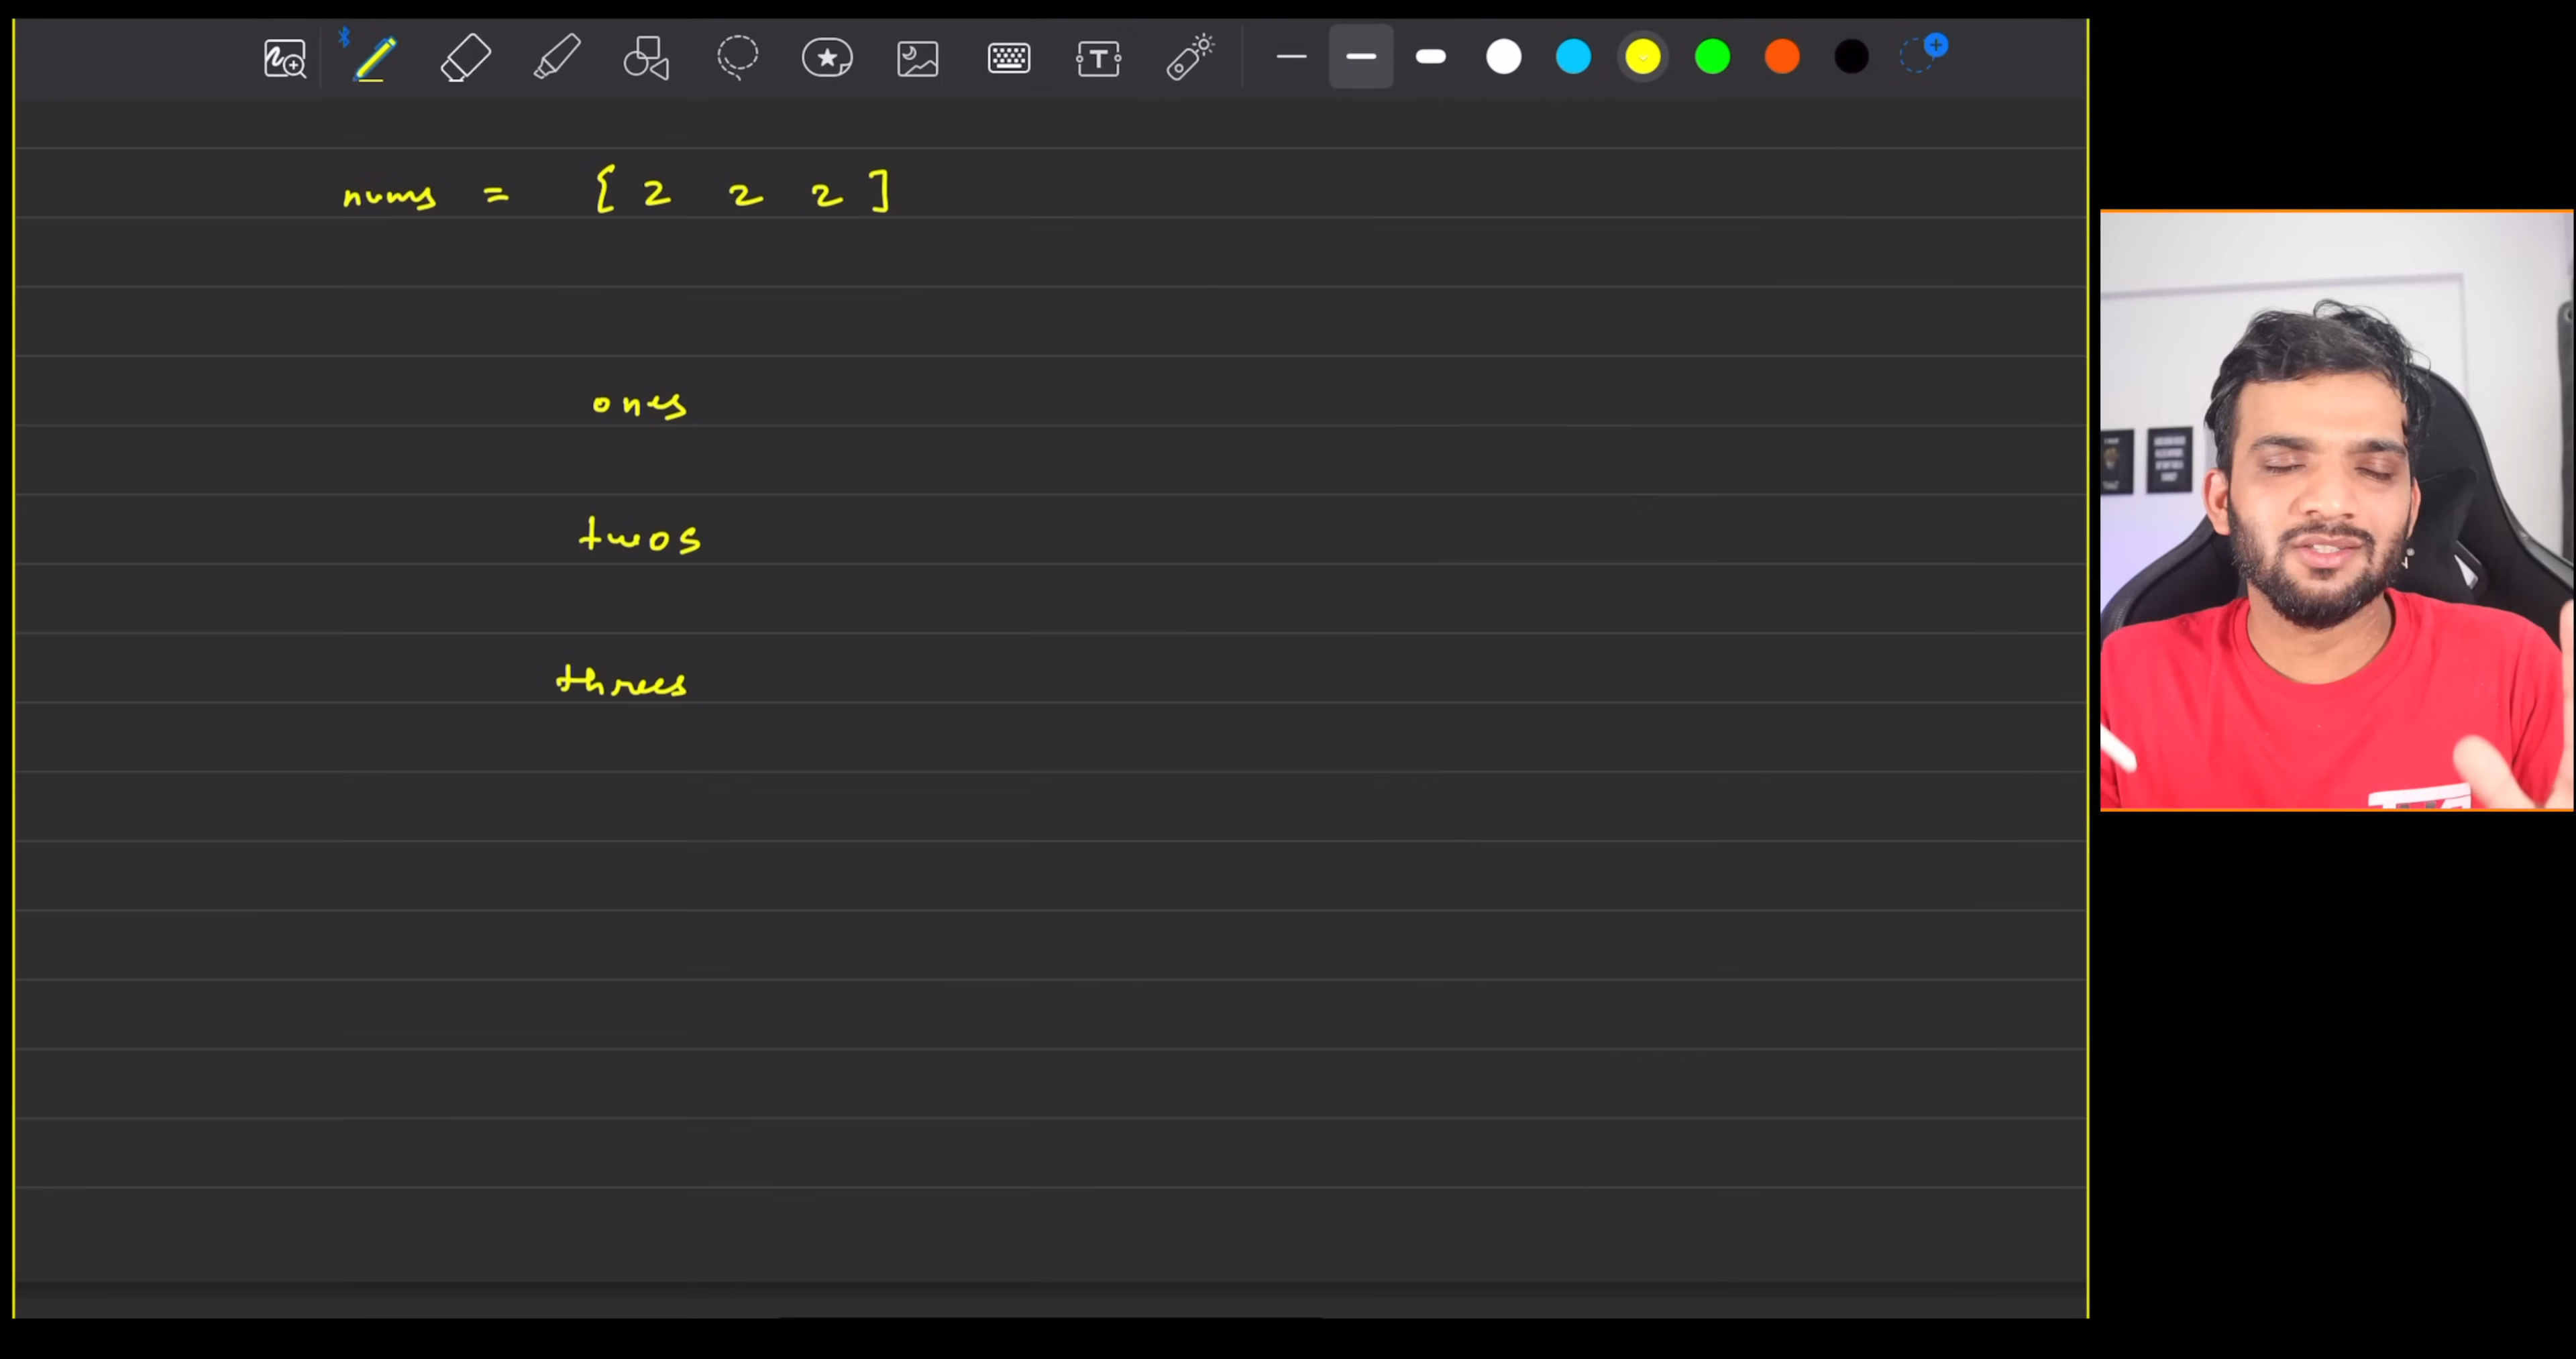 nums = [ 2 2 2 ]
ones
twos
threes